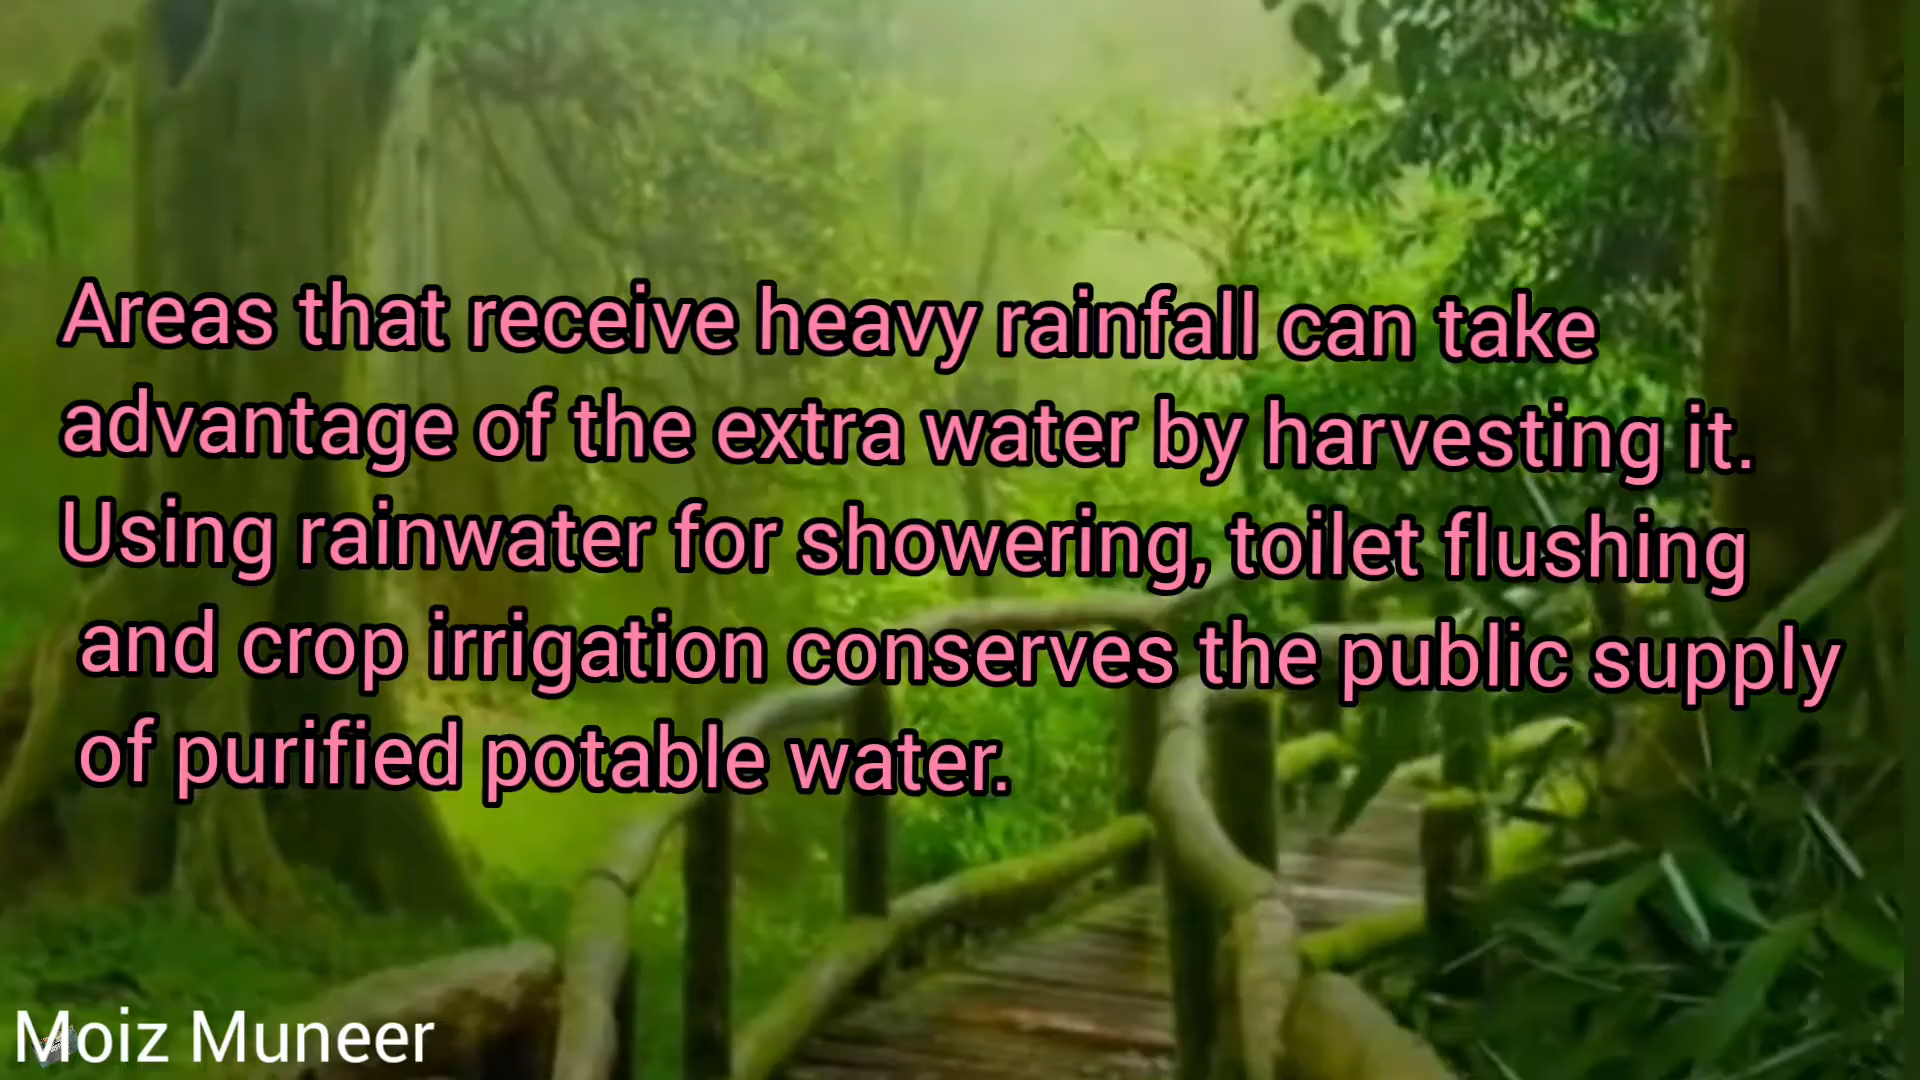 Areas that receive heavy rainfall can take
advantage of the extra water by harvesting it.
Using rainwater for showering, toilet flushing
and crop irrigation conserves the public supply
of purified potable water.
Moiz Muneer